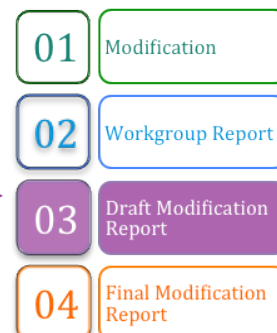 01
Modification
02
Workgroup Report
03
Draft Modification
Report
04
Final Modification
Report